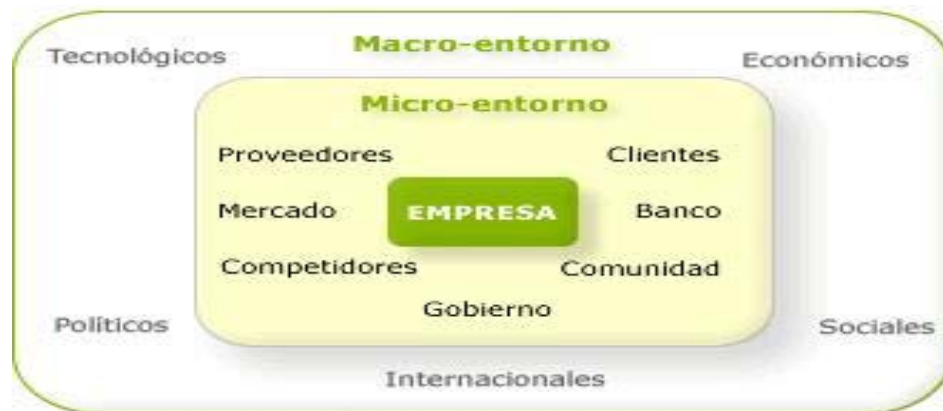 Macro-entorno
Tecnológicos
Económicos
Micro-entorno
Proveedores
Clientes
Mercado
EMPRESA
Banco
Competidores
Comunidad
Gobierno
Políticos
Sociales
Internacionales